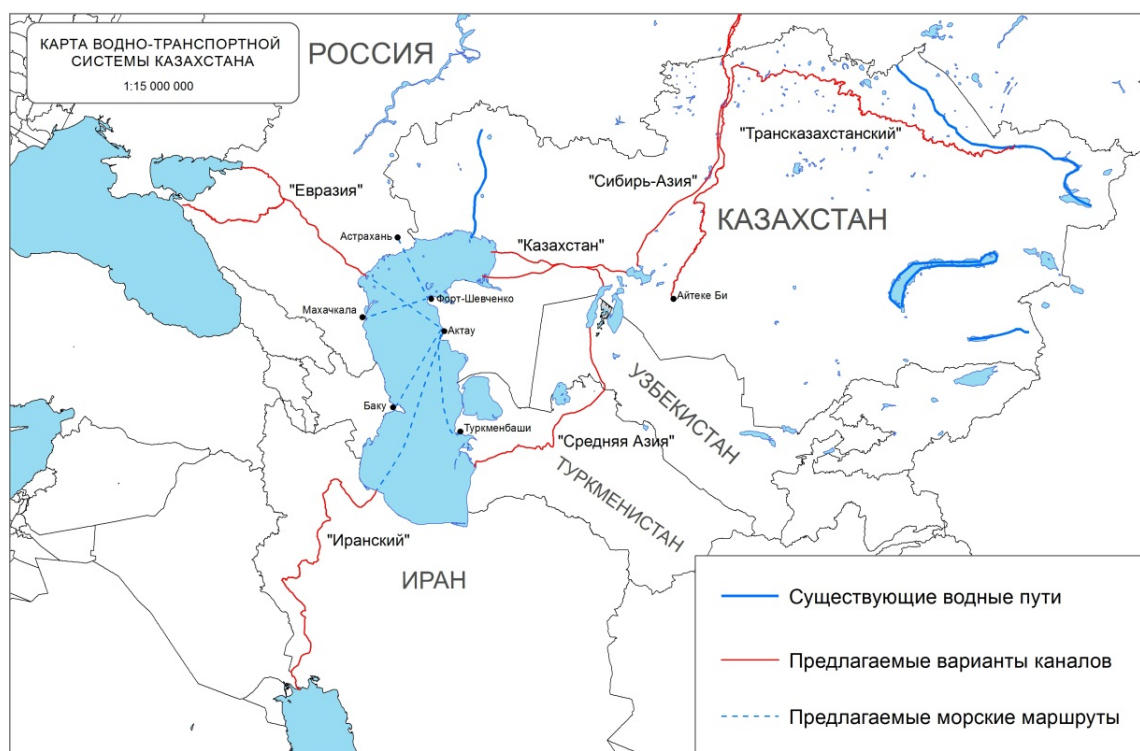 КАРТА ВОДНО-ТРАНСПОРТНОЙ
СИСТЕМЫ КАЗАХСТАНА
1:15 000 000
РОССИЯ
"Трансказахстанский"
"Евразия"
"Сибирь-Азия"
КАЗАХСТАН
Астрахань
"Казахстан"
Форт-Шевченко
Айтеке Би
Махачкала
Актау
УЗБЕКИСТАН
Баку
Туркменбаши
"Средняя Азия"
ТУРКМЕНИСТАН
"Иранский"
ИРАН
Существующие водные пути
Предлагаемые варианты каналов
Предлагаемые морские маршруты